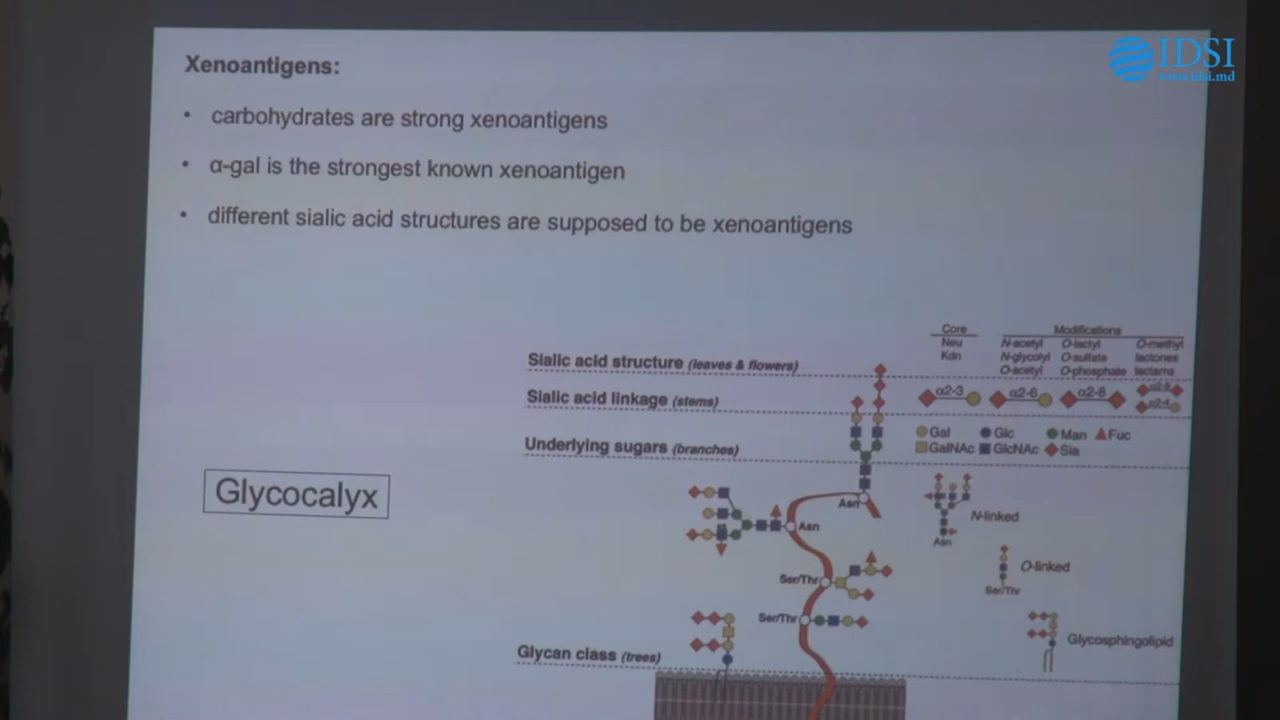 IDSI
www.idsi.md
Xenoantigens:
• carbohydrates are strong xenoantigens
• α-gal is the strongest known xenoantigen
• different sialic acid structures are supposed to be xenoantigens
Core
Modifications
Neu
N-acetyl O-lactyl O-methyl
Kdn
N-glycolyl O-sulfate lactones
O-acetyl O-phosphate lactams
Sialic acid structure (leaves & flowers)
Sialic acid linkage (stems)
α2-3 α2-6 α2-8
Underlying sugars (branches)
Gal Glc Man Fuc
GalNAc GlcNAc Sia
Glycocalyx
Asn
Asn
N-linked
Asn
Ser/Thr
O-linked
Ser/Thr
Ser/Thr
Glycosphingolipid
Glycan class (trees)